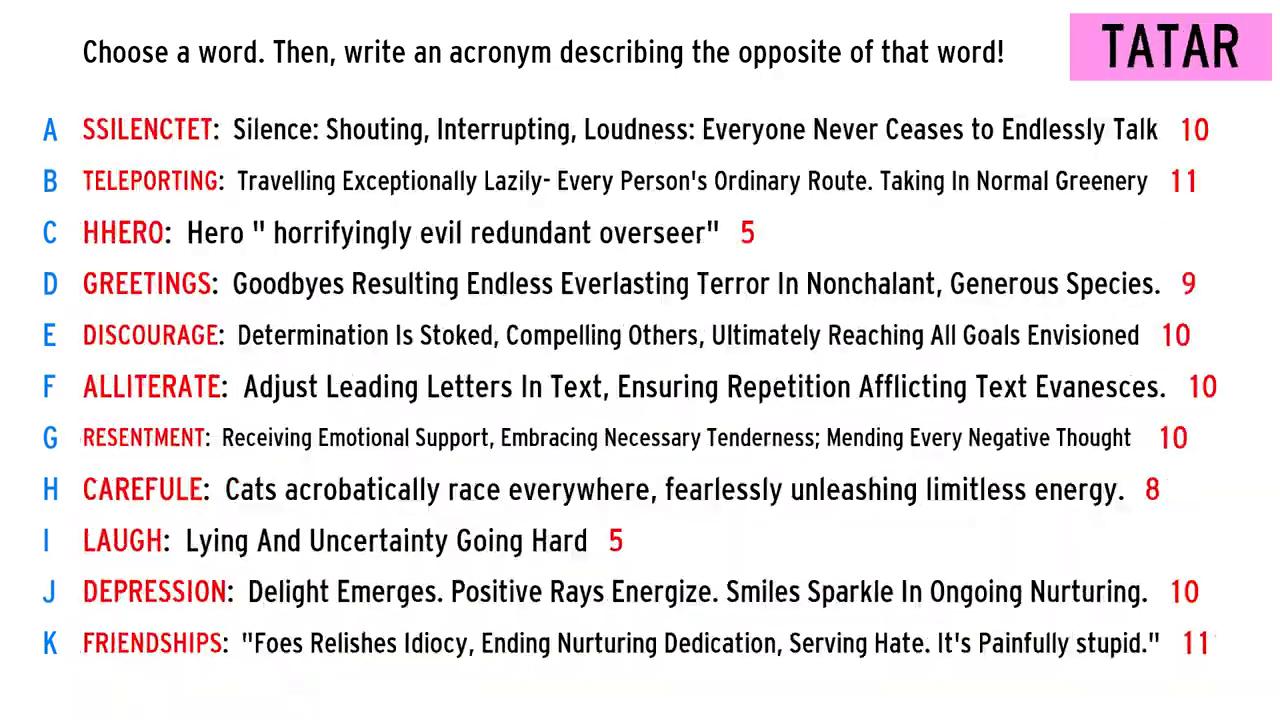 Choose a word. Then, write an acronym describing the opposite of that word!
TATAR
A SSILENCTET: Silence: Shouting, Interrupting, Loudness: Everyone Never Ceases to Endlessly Talk 10
B TELEPORTING: Travelling Exceptionally Lazily- Every Person's Ordinary Route. Taking In Normal Greenery 11
C HHERO: Hero " horrifyingly evil redundant overseer" 5
D GREETINGS: Goodbyes Resulting Endless Everlasting Terror In Nonchalant, Generous Species. 9
E DISCOURAGE: Determination Is Stoked, Compelling Others, Ultimately Reaching All Goals Envisioned 10
F ALLITERATE: Adjust Leading Letters In Text, Ensuring Repetition Afflicting Text Evanesces. 10
G RESENTMENT: Receiving Emotional Support, Embracing Necessary Tenderness; Mending Every Negative Thought 10
H CAREFULE: Cats acrobatically race everywhere, fearlessly unleashing limitless energy. 8
I LAUGH: Lying And Uncertainty Going Hard 5
J DEPRESSION: Delight Emerges. Positive Rays Energize. Smiles Sparkle In Ongoing Nurturing. 10
K FRIENDSHIPS: "Foes Relishes Idiocy, Ending Nurturing Dedication, Serving Hate. It's Painfully stupid." 11